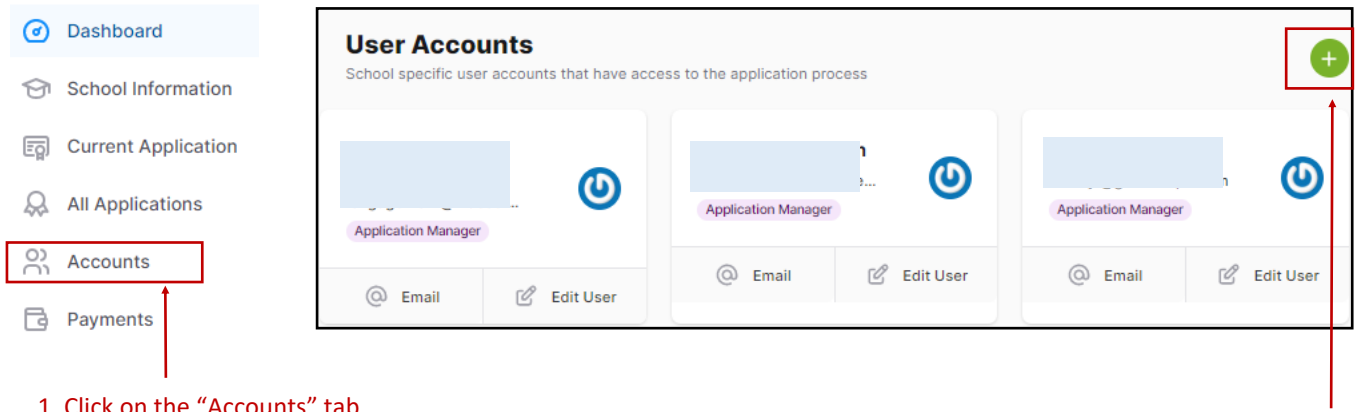 Dashboard
School Information
Current Application
All Applications
Accounts
Payments
User Accounts
School specific user accounts that have access to the application process
Application Manager
Email
Edit User
Application Manager
Email
Edit User
Application Manager
Email
Edit User
1. Click on the “Accounts” tab